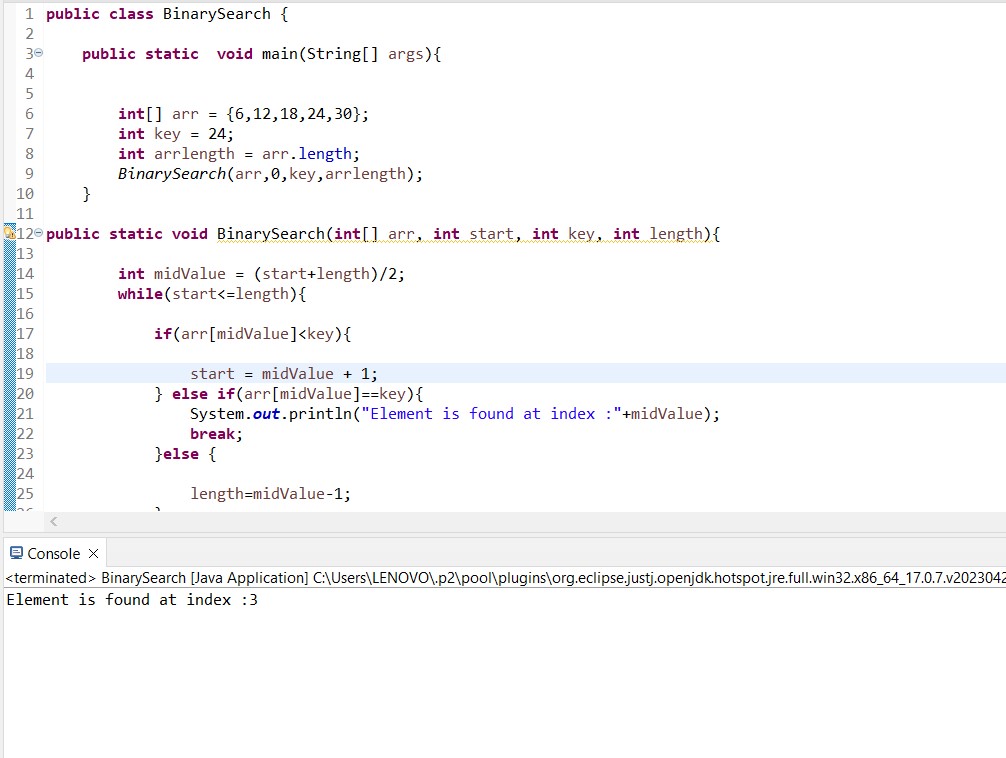 1 public class BinarySearch {
2
3 public static  void main(String[] args){
4
5
6 int[] arr = {6,12,18,24,30};
7 int key = 24;
8 int arrlength = arr.length;
9 BinarySearch(arr,0,key,arrlength);
10 }
11
12 public static void BinarySearch(int[] arr, int start, int key, int length){
13
14 int midValue = (start+length)/2;
15 while(start<=length){
16
17 if(arr[midValue]<key){
18
19 start = midValue + 1;
20 } else if(arr[midValue]==key){
21 System.out.println("Element is found at index :"+midValue);
22 break;
23 }else {
24
25 length=midValue-1;
Console
<terminated> BinarySearch [Java Application] C:\Users\LENOVO\.p2\pool\plugins\org.eclipse.justj.openjdk.hotspot.jre.full.win32.x86_64_17.0.7.v2023042
Element is found at index :3